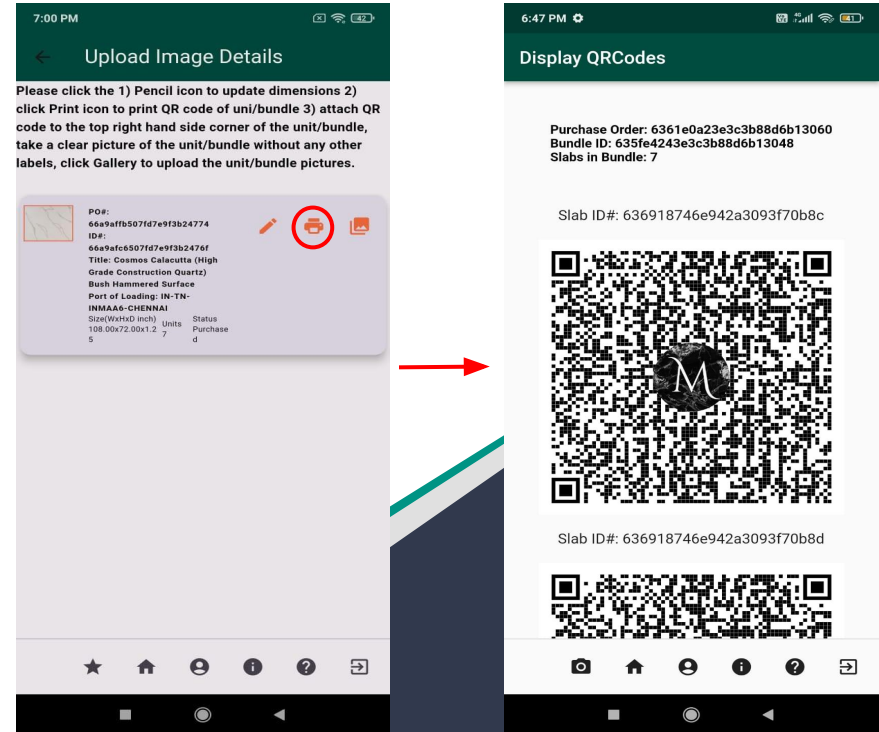 7:00 PM
42
Upload Image Details
Please click the 1) Pencil icon to update dimensions 2)
click Print icon to print QR code of uni/bundle 3) attach QR
code to the top right hand side corner of the unit/bundle,
take a clear picture of the unit/bundle without any other
labels, click Gallery to upload the unit/bundle pictures.
PO#:
66a9affb507fd7e9f3b24774
ID#:
66a9afc6507fd7e9f3b2476f
Title: Cosmos Calacutta (High
Grade Construction Quartz)
Bush Hammered Surface
Port of Loading: IN-TN-
INMAA6-CHENNAI
Size(WxHxD inch)
108.00x72.00x1.2
5
Units
7
Status
Purchase
d
6:47 PM
4G
41
Display QRCodes
Purchase Order: 6361e0a23e3c3b88d6b13060
Bundle ID: 635fe4243e3c3b88d6b13048
Slabs in Bundle: 7
Slab ID#: 636918746e942a3093f70b8c
M
Slab ID#: 636918746e942a3093f70b8d